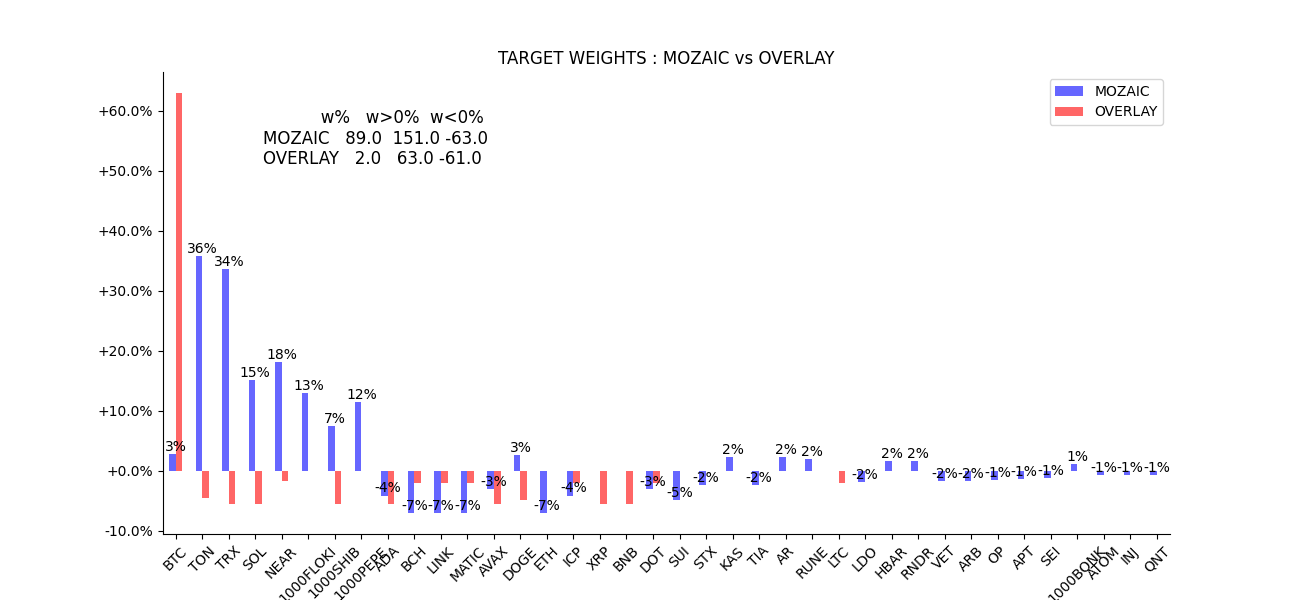 TARGET WEIGHTS : MOZAIC vs OVERLAY
MOZAIC
OVERLAY
w% w>0% w<0%
MOZAIC 89.0 151.0 -63.0
OVERLAY 2.0 63.0 -61.0
+60.0%
+50.0%
+40.0%
+30.0%
+20.0%
+10.0%
+0.0%
-10.0%
3% 36% 34% 15% 18% 13% 7% 12% -4% -7% -7% -7% -3% 3% -7% -4% -3% -5% -2% 2% -2% 2% 2% -2% 2% 2% -2% -2% -1% -1% -1% 1% -1% -1% -1%
BTC TON TRX SOL NEAR 1000FLOKI 1000SHIB 1000PEPE ADA BCH LINK MATIC AVAX DOGE ETH ICP XRP BNB DOT SUI STX KAS TIA AR RUNE LTC LDO HBAR RNDR VET ARB OP APT SEI 1000BONK ATOM INJ QNT